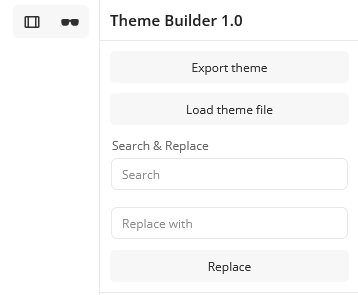 Theme Builder 1.0
Export theme
Load theme file
Search & Replace
Search
Replace with
Replace